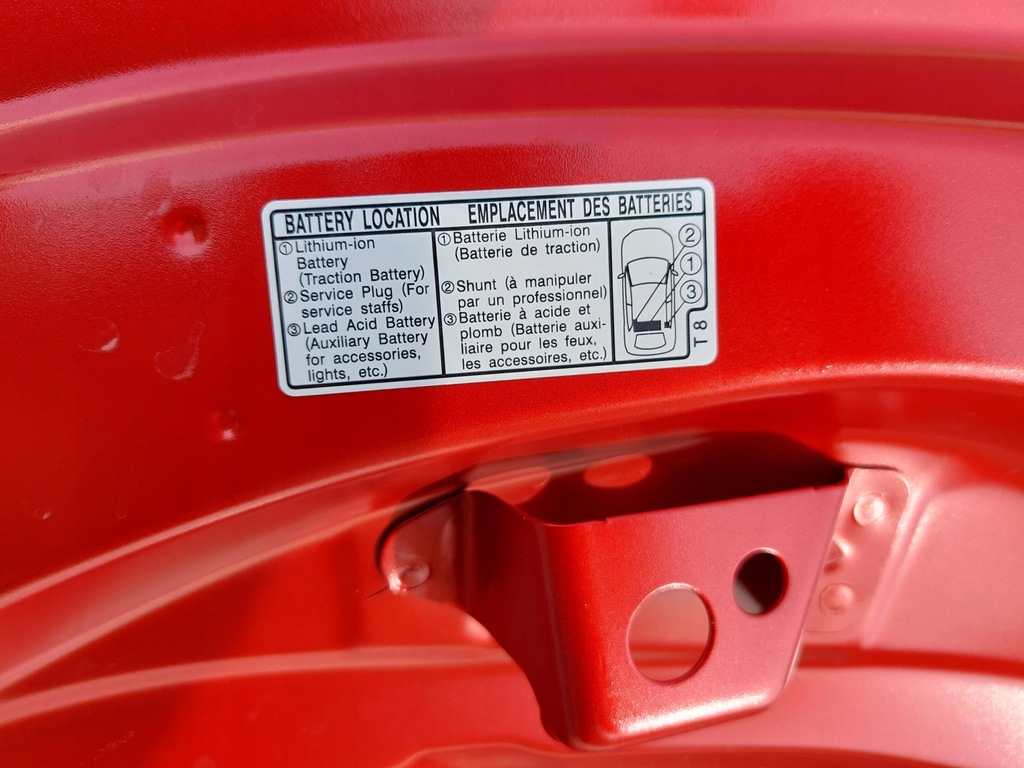 BATTERY LOCATION EMPLACEMENT DES BATTERIES
① Lithium-ion
Battery
(Traction Battery)
② Service Plug (For
service staffs)
③ Lead Acid Battery
(Auxiliary Battery
for accessories,
lights, etc.)
① Batterie Lithium-ion
(Batterie de traction)
② Shunt (à manipuler
par un professionnel)
③ Batterie à acide et
plomb (Batterie auxi-
liaire pour les feux,
les accessoires, etc.)
②
①
③
T8